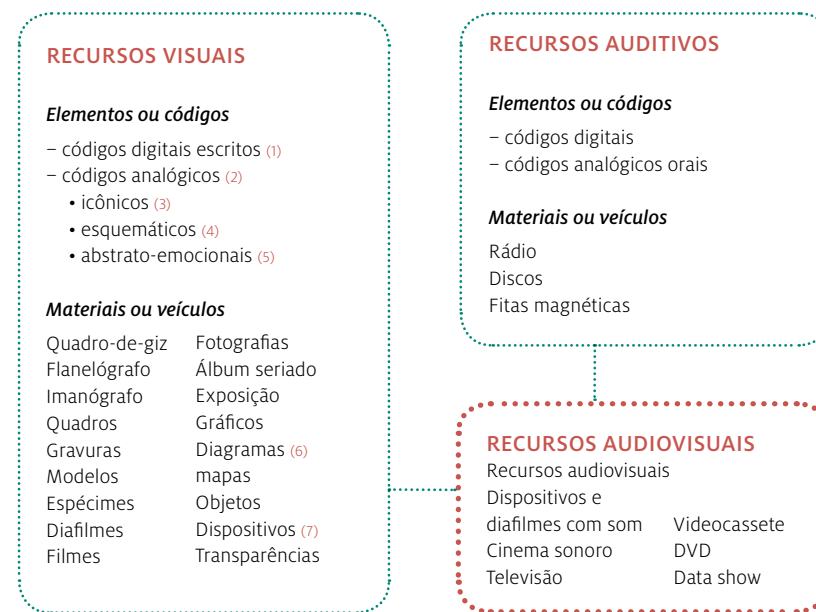 RECURSOS VISUAIS
Elementos ou códigos
– códigos digitais escritos (1)
– códigos analógicos (2)
• icônicos (3)
• esquemáticos (4)
• abstrato-emocionais (5)
Materiais ou veículos
Quadro-de-giz
Flanelógrafo
Imanógrafo
Quadros
Gravuras
Modelos
Espécimes
Diafilmes
Filmes
Fotografias
Álbum seriado
Exposição
Gráficos
Diagramas (6)
mapas
Objetos
Dispositivos (7)
Transparências
RECURSOS AUDITIVOS
Elementos ou códigos
– códigos digitais
– códigos analógicos orais
Materiais ou veículos
Rádio
Discos
Fitas magnéticas
RECURSOS AUDIOVISUAIS
Recursos audiovisuais
Dispositivos e
diafilmes com som
Cinema sonoro
Televisão
Videocassete
DVD
Data show